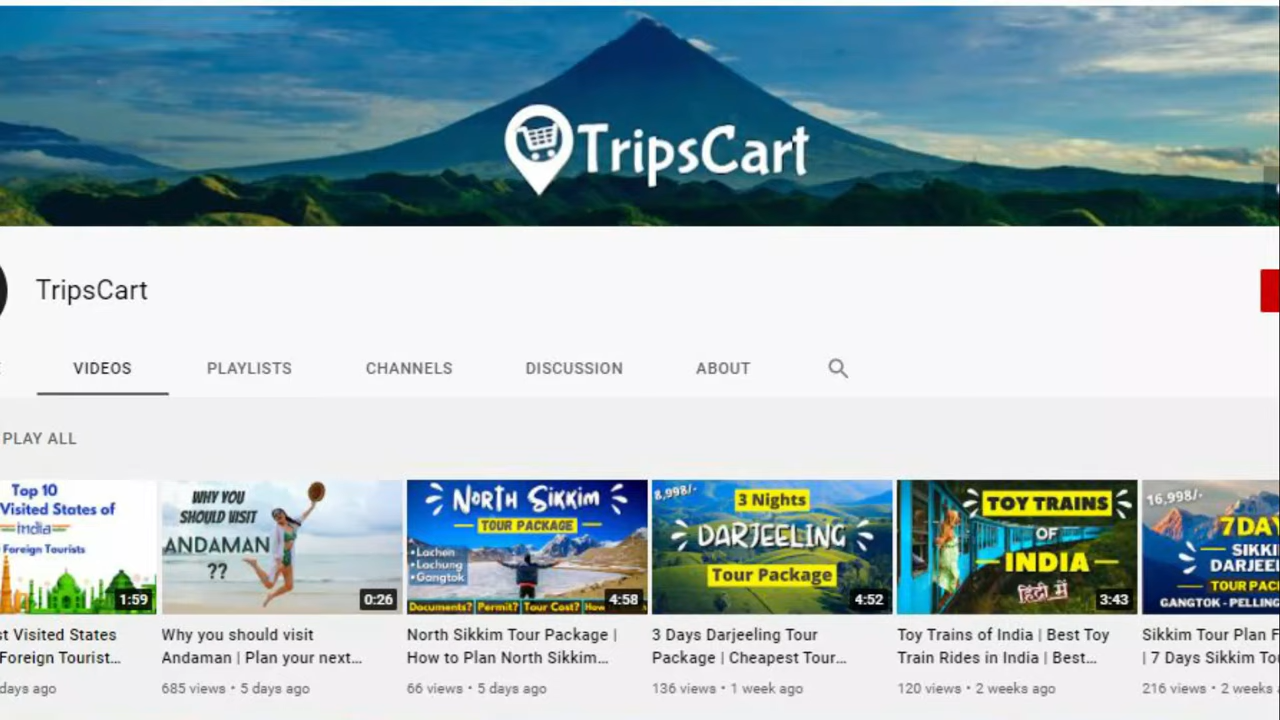 TripsCart
TripsCart
VIDEOS
PLAYLISTS
CHANNELS
DISCUSSION
ABOUT
PLAY ALL
Top 10
Visited States of
India
Foreign Tourists
1:59
st Visited States
Foreign Tourist...
days ago
WHY YOU
SHOULD VISIT
ANDAMAN
??
0:26
Why you should visit
Andaman | Plan your next...
685 views • 5 days ago
NORTH SIKKIM
TOUR PACKAGE
• Lachen
• Lachung
• Gangtok
Documents? Permit? Tour Cost? How
4:58
North Sikkim Tour Package |
How to Plan North Sikkim...
66 views • 5 days ago
8,998/-
3 Nights
DARJEELING
Tour Package
4:52
3 Days Darjeeling Tour
Package | Cheapest Tour...
136 views • 1 week ago
TOY TRAINS
OF
INDIA
हिंदी में
3:43
Toy Trains of India | Best Toy
Train Rides in India | Best...
120 views • 2 weeks ago
16,998/-
7DAY
SIKKI
DARJEEL
TOUR PAC
GANGTOK - PELLING
Sikkim Tour Plan F
| 7 Days Sikkim To
216 views • 2 weeks